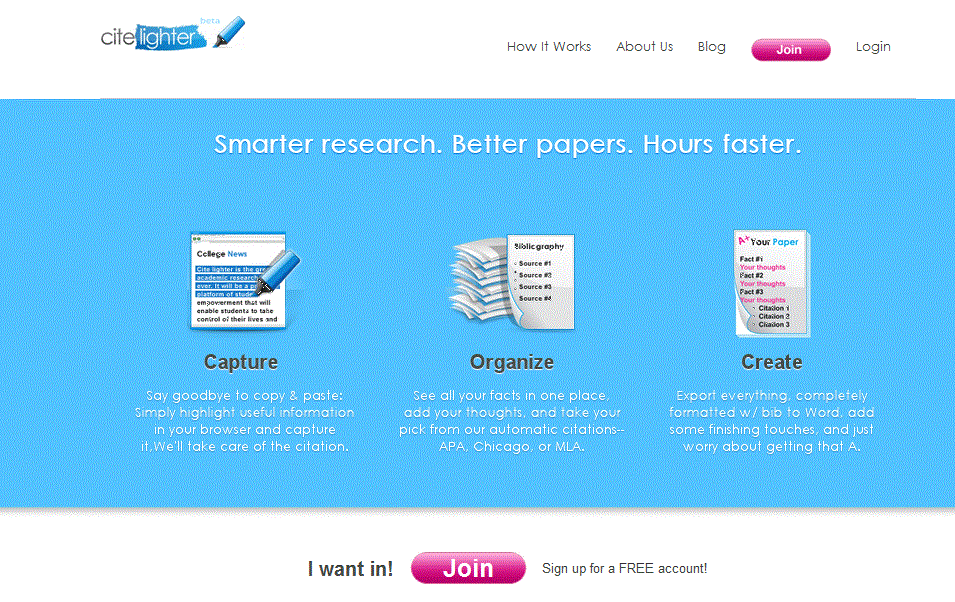 beta
citelighter
How It Works
About Us
Blog
Join
Login
Smarter research. Better papers. Hours faster.
College News
Cite lighter is the gre
academic research
ever. It will be a p
platform of stude
empowerment that will
enable students to take
control of their lives and
Bibliography
Source #1
Source #2
Source #3
Source #4
A+ Your Paper
Fact #1
Your thoughts
Fact #2
Your thoughts
Fact #3
Your thoughts
Citation 1
Citation 2
Citation 3
Capture
Say goodbye to copy & paste:
Simply highlight useful information
in your browser and capture
it,We'll take care of the citation.
Organize
See all your facts in one place,
add your thoughts, and take your
pick from our automatic citations--
APA, Chicago, or MLA.
Create
Export everything, completely
formatted w/ bib to Word, add
some finishing touches, and just
worry about getting that A.
I want in!
Join
Sign up for a FREE account!